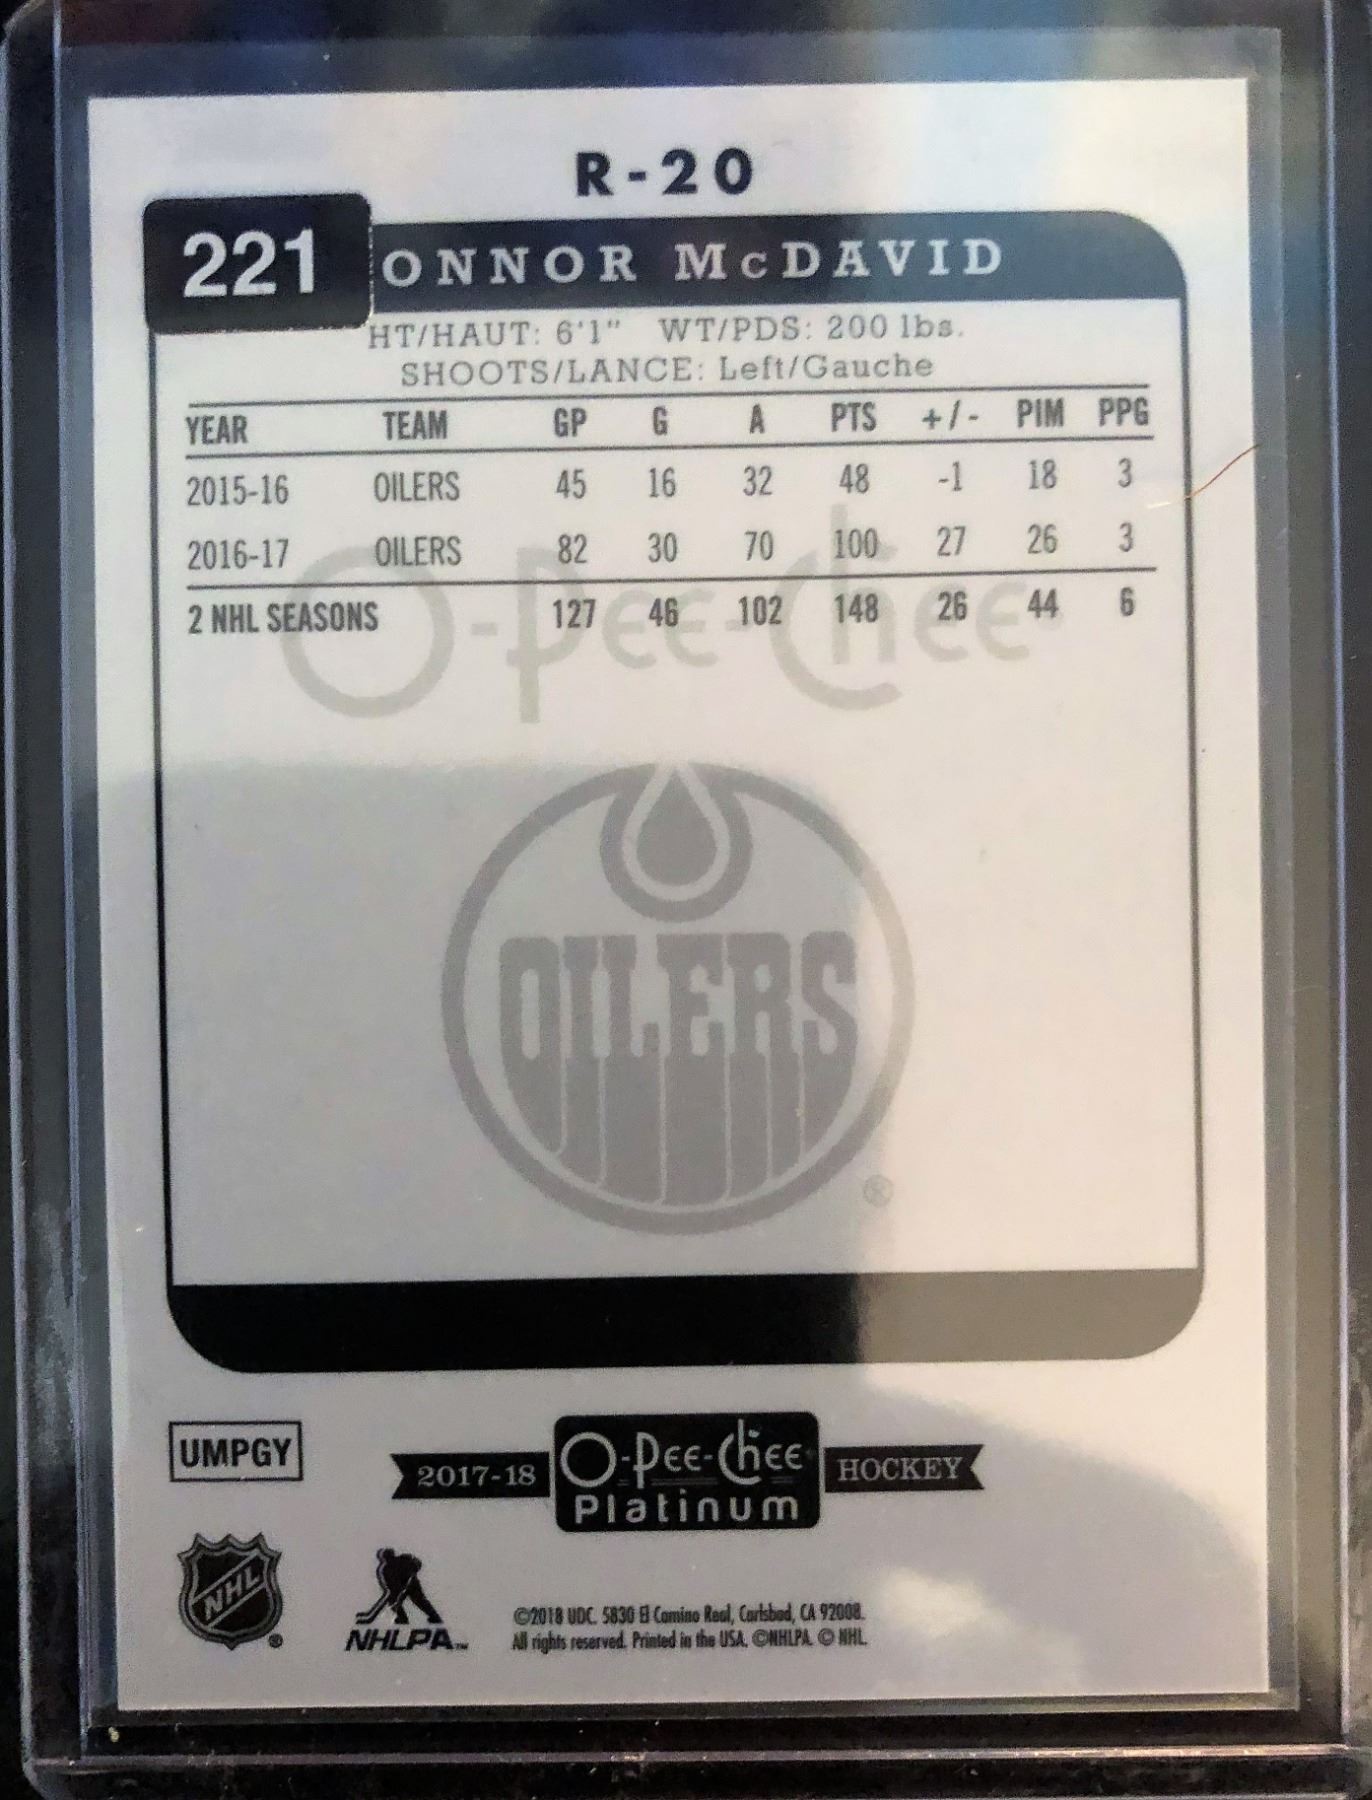 R-20
221
ONNOR McDAVID
HT/HAUT: 6'1" WT/PDS: 200 lbs.
SHOOTS/LANCE: Left/Gauche
YEAR TEAM GP G A PTS +/- PIM PPG
2015-16 OILERS 45 16 32 48 -1 18 3
2016-17 OILERS 82 30 70 100 27 26 3
2 NHL SEASONS 127 46 102 148 26 44 6
O-Pee-Chee
OILERS
®
UMPGY
2017-18 O-Pee-Chee HOCKEY
Platinum
NHL ®
NHLPA™
©2018 UDC. 5830 El Camino Real, Carlsbad, CA 92008.
All rights reserved. Printed in the USA. ©NHLPA. © NHL.